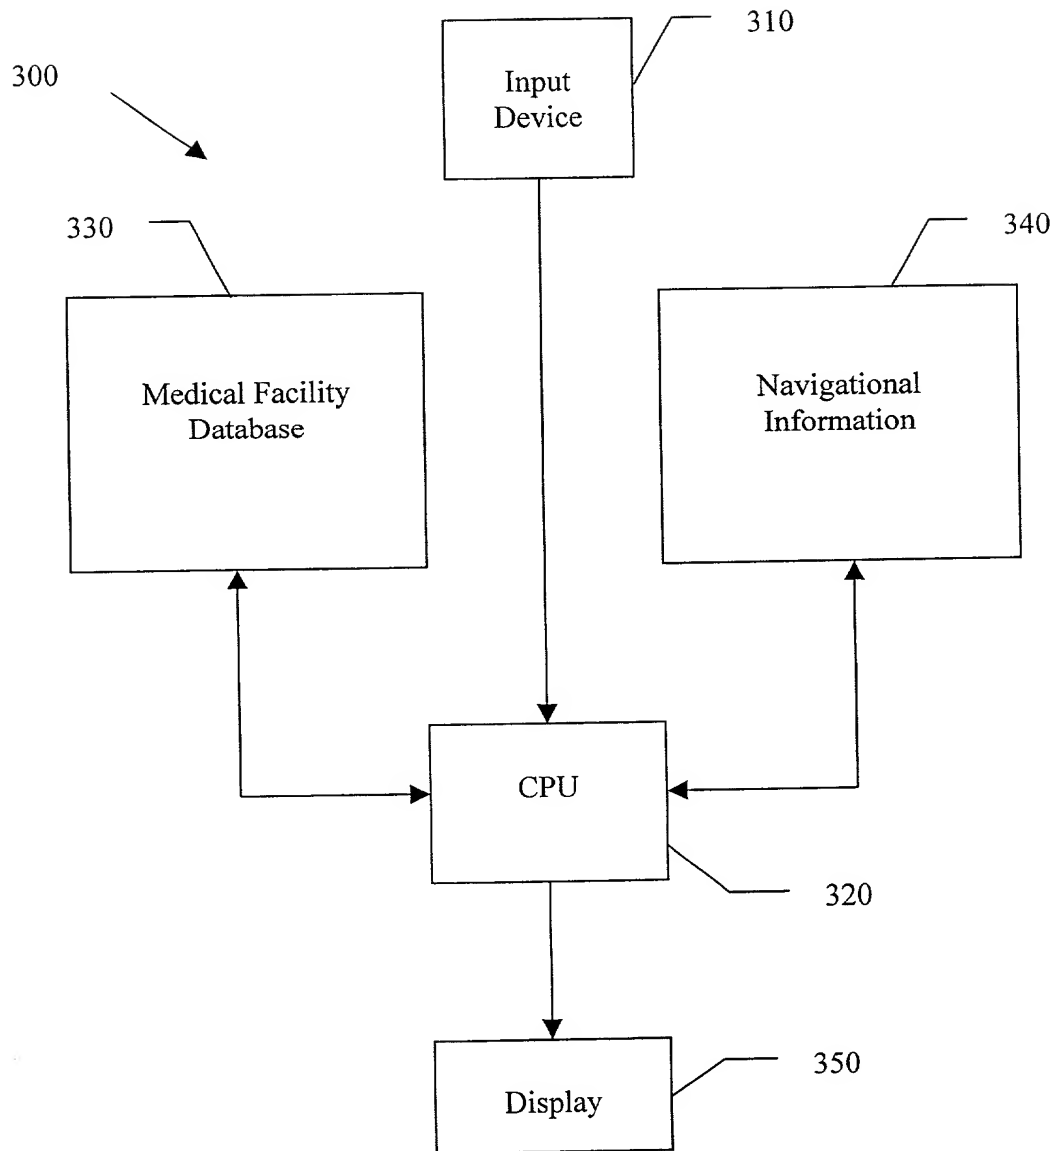 310
Input
Device
300
330
340
Medical Facility
Database
Navigational
Information
CPU
320
350
Display